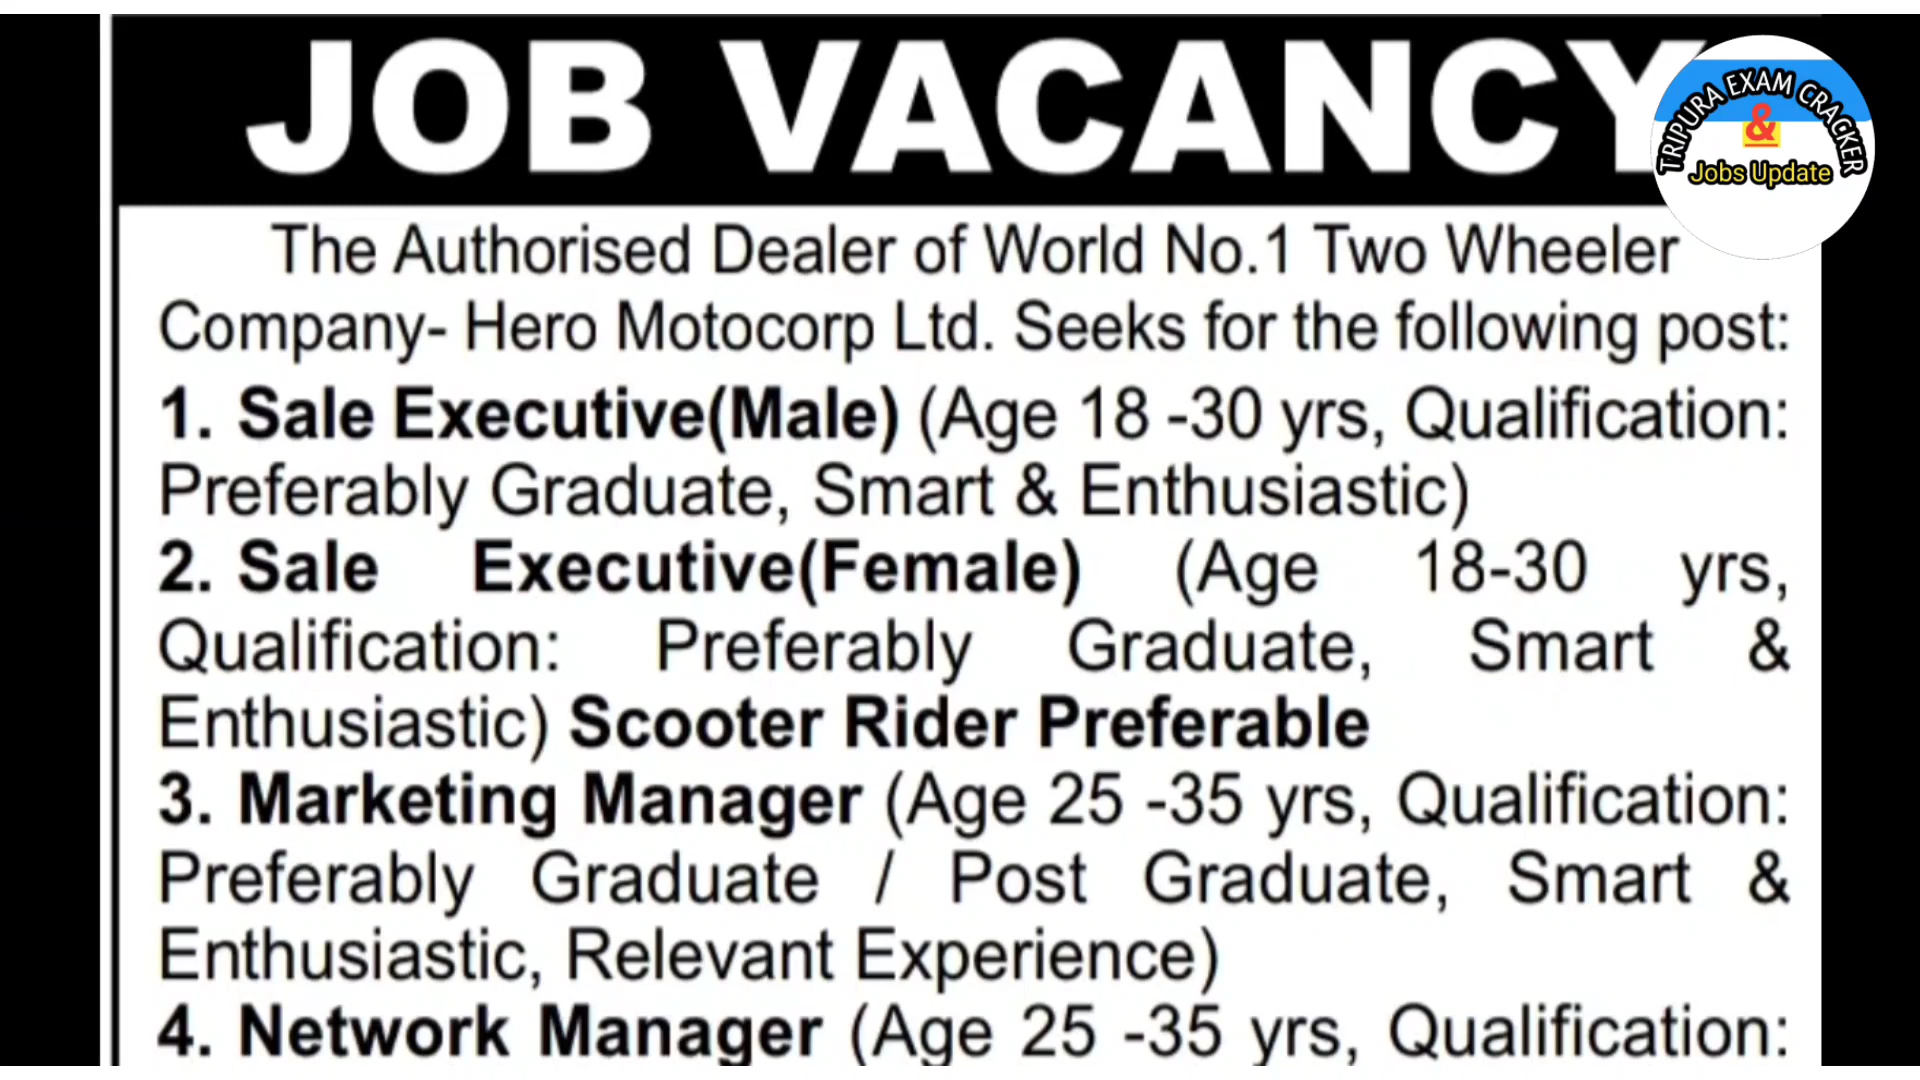 JOB VACANCY
TRIPURA EXAM CRACKER
&
Jobs Update
The Authorised Dealer of World No.1 Two Wheeler
Company- Hero Motocorp Ltd. Seeks for the following post:
1. Sale Executive(Male) (Age 18 -30 yrs, Qualification:
Preferably Graduate, Smart & Enthusiastic)
2. Sale Executive(Female) (Age 18-30 yrs,
Qualification: Preferably Graduate, Smart &
Enthusiastic) Scooter Rider Preferable
3. Marketing Manager (Age 25 -35 yrs, Qualification:
Preferably Graduate / Post Graduate, Smart &
Enthusiastic, Relevant Experience)
4. Network Manager (Age 25 -35 yrs, Qualification: